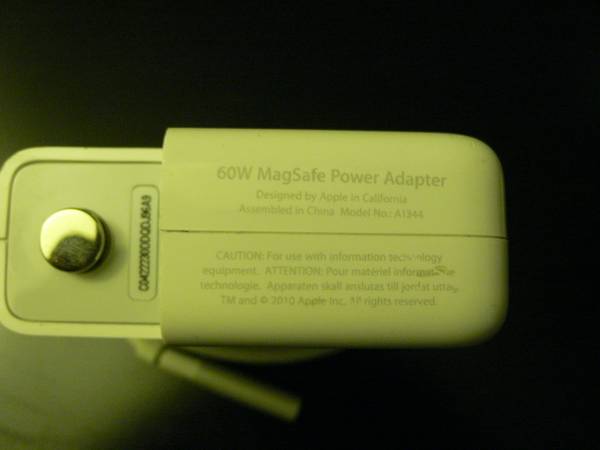 60W MagSafe Power Adapter
Designed by Apple in California
Assembled in China Model No.: A1344
CAUTION: For use with information technology
equipment. ATTENTION: Pour matériel informatique
technologie. Apparaten skall anslutas till jordat uttag.
TM and © 2010 Apple Inc. All rights reserved.